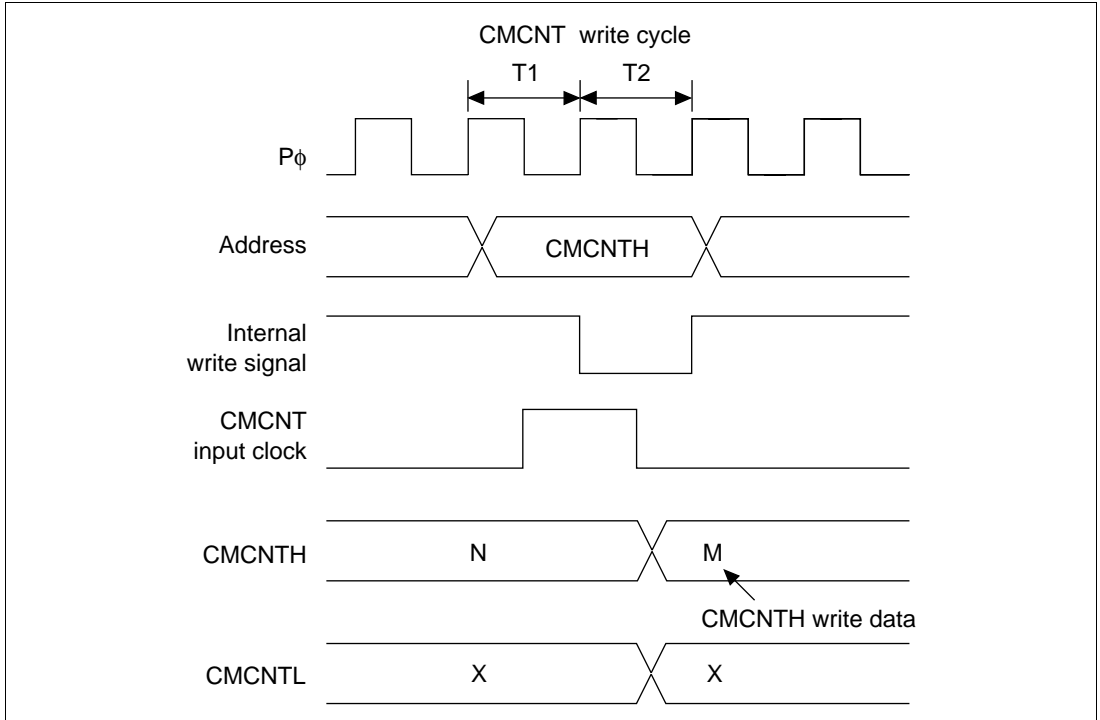 CMCNT write cycle
T1 T2
Pϕ
Address CMCNTH
Internal
write signal
CMCNT
input clock
CMCNTH N M
CMCNTH write data
CMCNTL X X